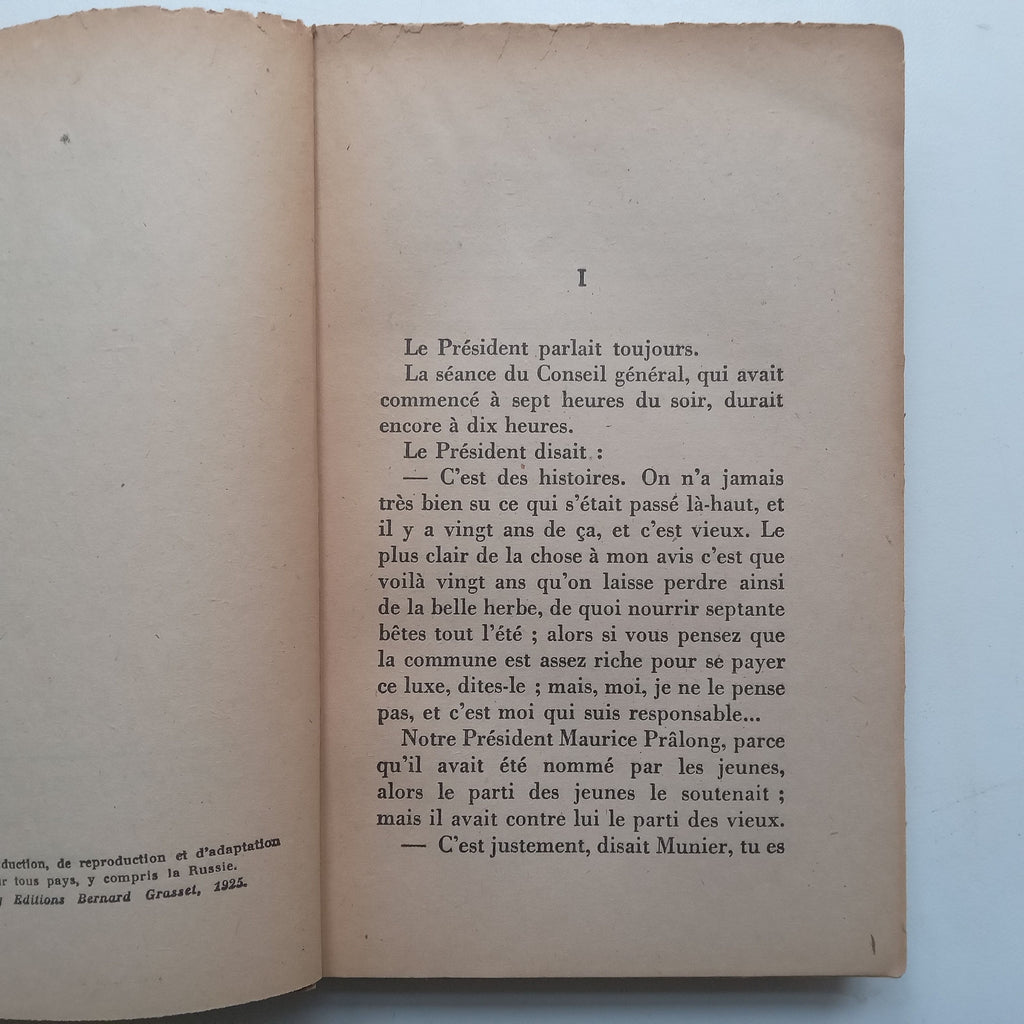 duction, de reproduction et d'adaptation
r tous pays, y compris la Russie.
Editions Bernard Grasset, 1925.
I
Le Président parlait toujours.
La séance du Conseil général, qui avait
commencé à sept heures du soir, durait
encore à dix heures.
Le Président disait :
— C'est des histoires. On n'a jamais
très bien su ce qui s'était passé là-haut, et
il y a vingt ans de ça, et c'est vieux. Le
plus clair de la chose à mon avis c'est que
voilà vingt ans qu'on laisse perdre ainsi
de la belle herbe, de quoi nourrir septante
bêtes tout l'été ; alors si vous pensez que
la commune est assez riche pour se payer
ce luxe, dites-le ; mais, moi, je ne le pense
pas, et c'est moi qui suis responsable...
Notre Président Maurice Prâlong, parce
qu'il avait été nommé par les jeunes,
alors le parti des jeunes le soutenait ;
mais il avait contre lui le parti des vieux.
— C'est justement, disait Munier, tu es